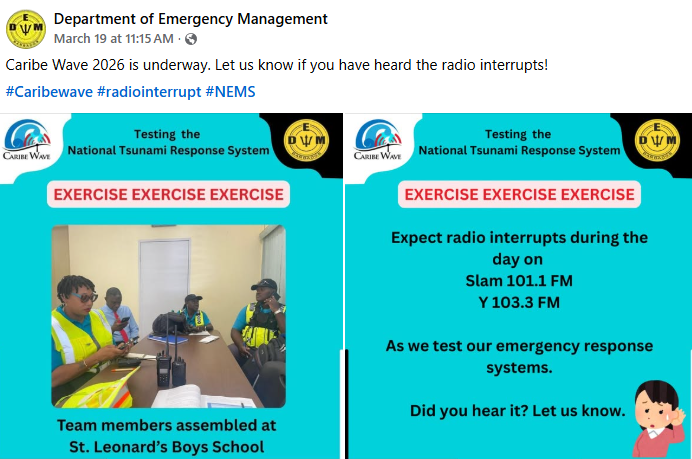 Department of Emergency Management
March 19 at 11:15 AM ·
Caribe Wave 2026 is underway. Let us know if you have heard the radio interrupts!
#Caribewave #radiointerrupt #NEMS
CARIBE WAVE
Testing the
National Tsunami Response System
D E M
BARBADOS
EXERCISE EXERCISE EXERCISE
Team members assembled at
St. Leonard's Boys School
CARIBE WAVE
Testing the
National Tsunami Response System
D E M
BARBADOS
EXERCISE EXERCISE EXERCISE
Expect radio interrupts during the
day on
Slam 101.1 FM
Y 103.3 FM
As we test our emergency response
systems.
Did you hear it? Let us know.